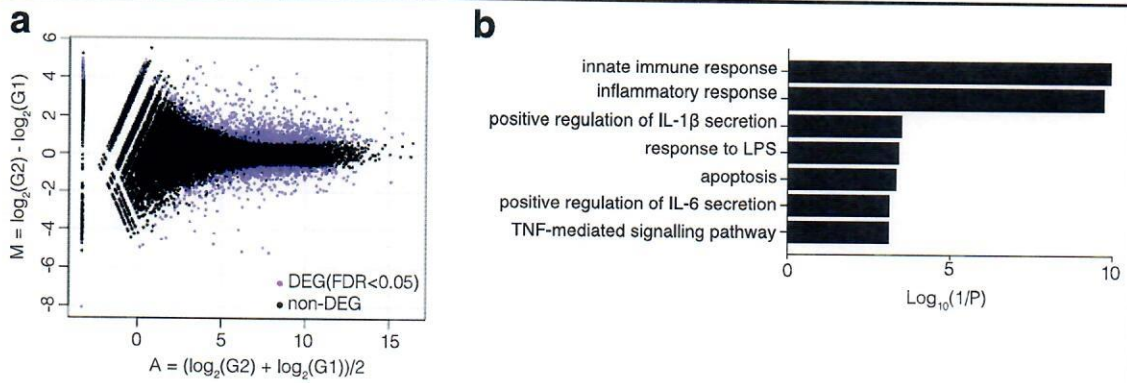 a
6
4
2
0
-2
-4
-6
-8
M = log₂(G2) - log₂(G1)
DEG(FDR<0.05)
non-DEG
0
5
10
15
A = (log₂(G2) + log₂(G1))/2
b
innate immune response
inflammatory response
positive regulation of IL-1β secretion
response to LPS
apoptosis
positive regulation of IL-6 secretion
TNF-mediated signalling pathway
0
5
10
Log₁₀(1/P)